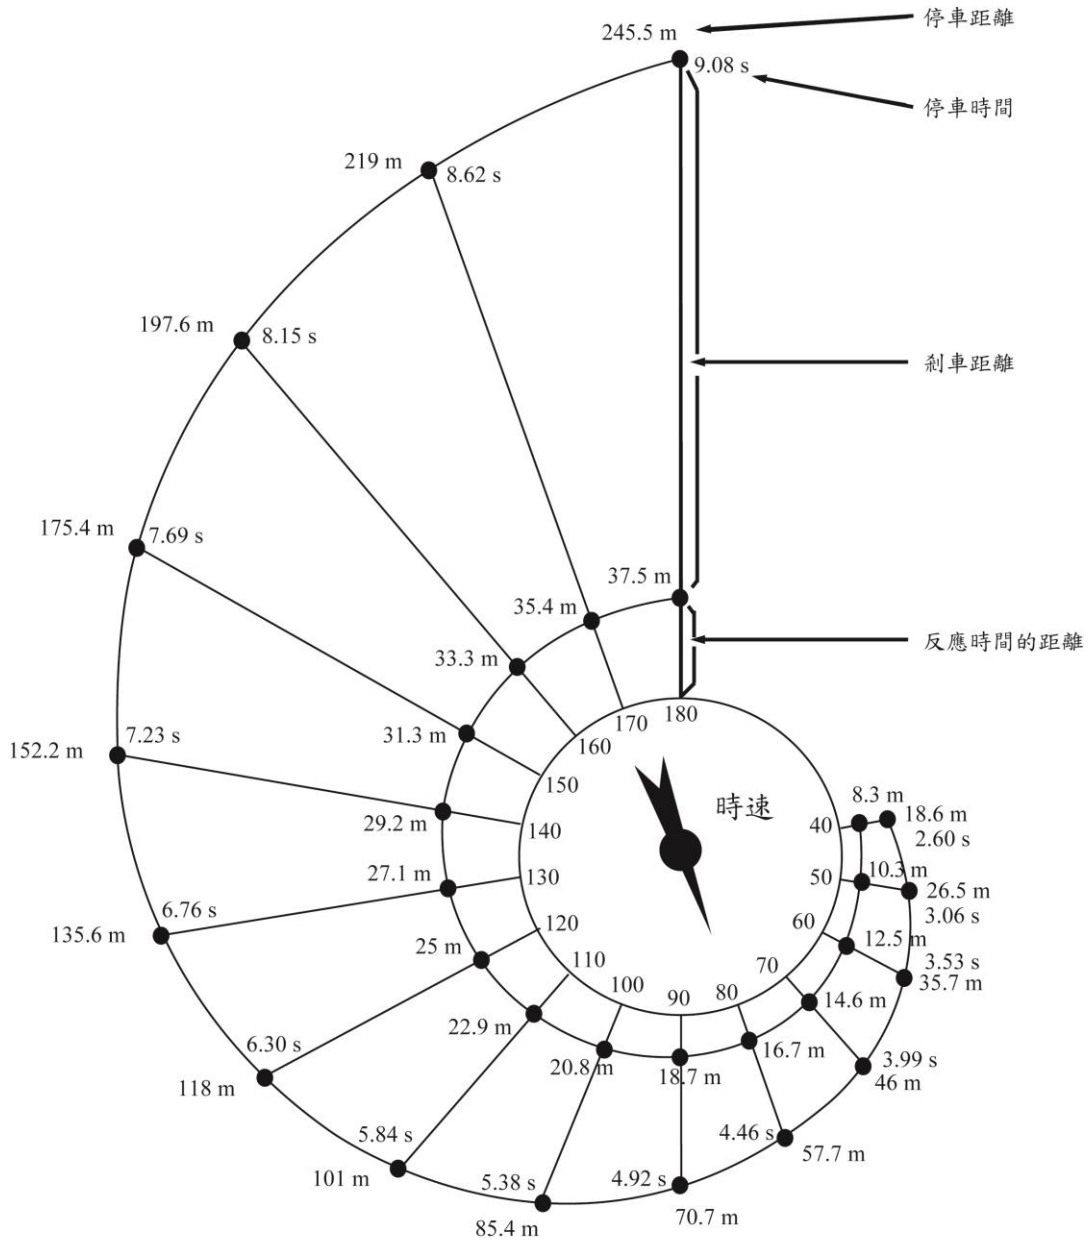 停車距離
245.5 m
9.08 s
停車時間
219 m
8.62 s
197.6 m
8.15 s
剎車距離
175.4 m
7.69 s
37.5 m
35.4 m
反應時間的距離
33.3 m
180
170
31.3 m
160
7.23 s
152.2 m
150
時速
8.3 m
18.6 m
29.2 m
140
40
2.60 s
27.1 m
130
50
10.3 m
26.5 m
6.76 s
3.06 s
135.6 m
120
60
12.5 m
25 m
110
70
3.53 s
35.7 m
100
90
80
14.6 m
22.9 m
20.8 m
18.7 m
16.7 m
6.30 s
3.99 s
118 m
46 m
5.84 s
4.46 s
57.7 m
101 m
5.38 s
4.92 s
85.4 m
70.7 m